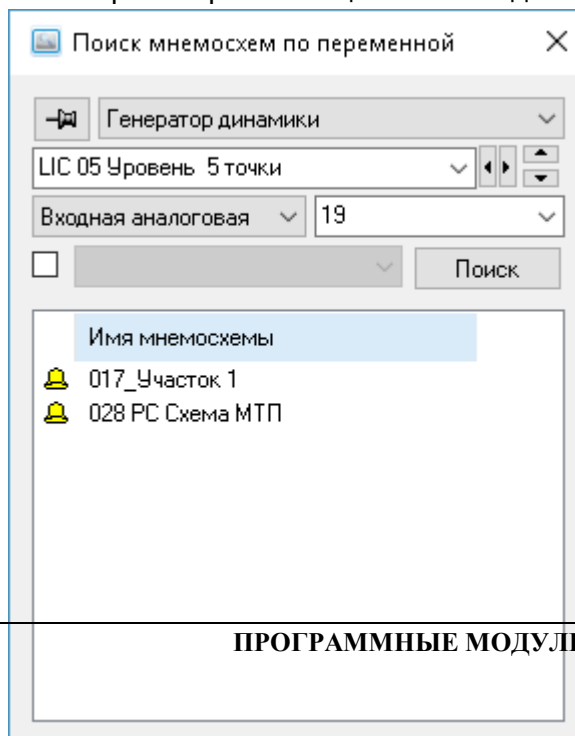 Поиск мнемосхем по переменной
Генератор динамики
LIC 05 Уровень 5 точки
Входная аналоговая 19
Поиск
Имя мнемосхемы
017_Участок 1
028 РС Схема МТП
ПРОГРАММНЫЕ МОДУЛ